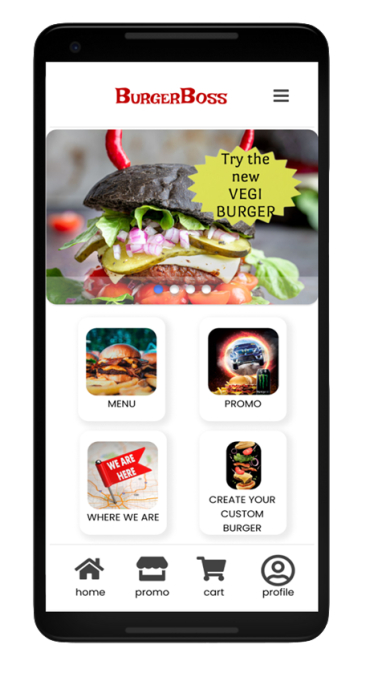 BURGERBOSS
Try the
new
VEGI
BURGER
MENU
PROMO
WE ARE
HERE
WHERE WE ARE
CREATE YOUR
CUSTOM
BURGER
home
promo
cart
profile